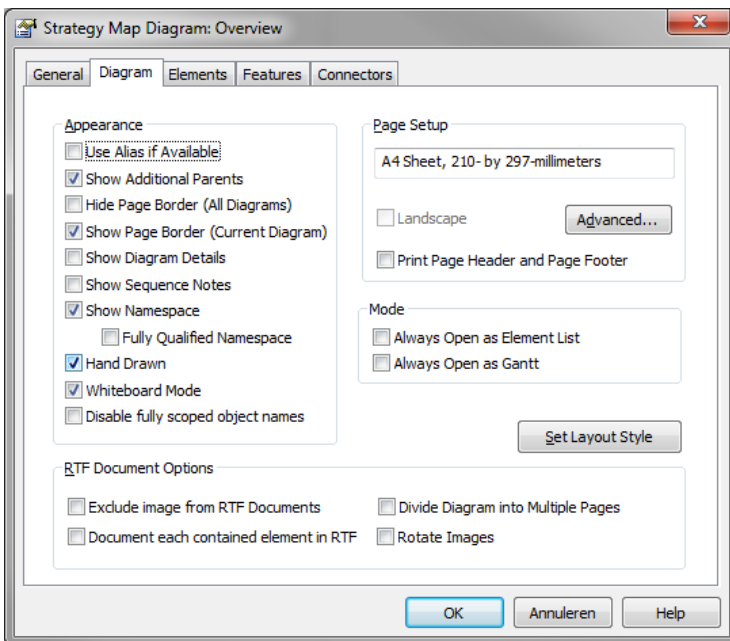 Strategy Map Diagram: Overview
General Diagram Elements Features Connectors
Appearance
Use Alias if Available
Show Additional Parents
Hide Page Border (All Diagrams)
Show Page Border (Current Diagram)
Show Diagram Details
Show Sequence Notes
Show Namespace
Fully Qualified Namespace
Hand Drawn
Whiteboard Mode
Disable fully scoped object names
Page Setup
A4 Sheet, 210- by 297-millimeters
Landscape
Advanced...
Print Page Header and Page Footer
Mode
Always Open as Element List
Always Open as Gantt
Set Layout Style
RTF Document Options
Exclude image from RTF Documents
Divide Diagram into Multiple Pages
Document each contained element in RTF
Rotate Images
OK Annuleren Help